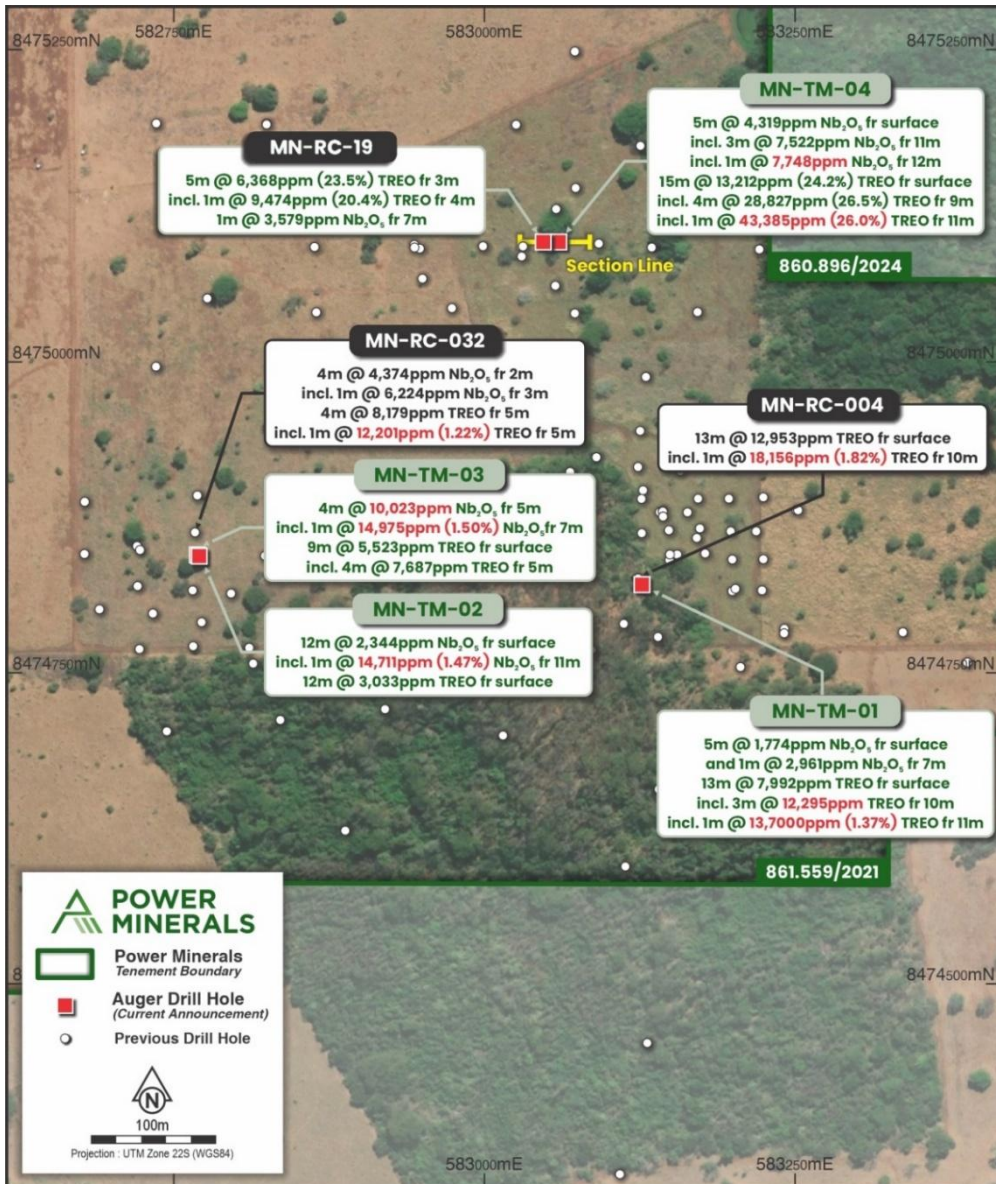 582750mE
583000mE
583250mE
8475250mN
8475250mN
MN-TM-04
5m @ 4,319ppm Nb₂O₅ fr surface
incl 3m @ 7,522ppm Nb₂O₅ fr 11m
incl. 1m @ 7,748ppm Nb₂O₅ fr 12m
15m @ 13,212ppm (24.2%) TREO fr surface
incl. 4m @ 28,827ppm (26.5%) TREO fr 9m
incl. 1m @ 43,385ppm (26.0%) TREO fr 11m
MN-RC-19
5m @ 6,368ppm (23.5%) TREO fr 3m
incl. 1m @ 9,474ppm (20.4%) TREO fr 4m
1m @ 3,579ppm Nb₂O₅ fr 7m
Section Line
860.896/2024
8475000mN
8475000mN
MN-RC-032
4m @ 4,374ppm Nb₂O₅ fr 2m
incl. 1m @ 6,224ppm Nb₂O₅ fr 3m
4m @ 8,179ppm TREO fr 5m
incl. 1m @ 12,201ppm (1.22%) TREO fr 5m
MN-RC-004
13m @ 12,953ppm TREO fr surface
incl. 1m @ 18,156ppm (1.82%) TREO fr 10m
MN-TM-03
4m @ 10,023ppm Nb₂O₅ fr 5m
incl. 1m @ 14,975ppm (1.50%) Nb₂O₅fr 7m
9m @ 5,523ppm TREO fr surface
incl. 4m @ 7,687ppm TREO fr 5m
MN-TM-02
12m @ 2,344ppm Nb₂O₅ fr surface
incl. 1m @ 14,711ppm (1.47%) Nb₂O₅ fr 11m
12m @ 3,033ppm TREO fr surface
8474750mN
8474750mN
MN-TM-01
5m @ 1,774ppm Nb₂O₅ fr surface
and 1m @ 2,961ppm Nb₂O₅ fr 7m
13m @ 7,992ppm TREO fr surface
incl. 3m @ 12,295ppm TREO fr 10m
incl. 1m @ 13,7000ppm (1.37%) TREO fr 11m
861.559/2021
POWER
MINERALS
Power Minerals
Tenement Boundary
Auger Drill Hole
(Current Announcement)
Previous Drill Hole
N
100m
Projection : UTM Zone 22S (WGS84)
8474500mN
583000mE
583250mE